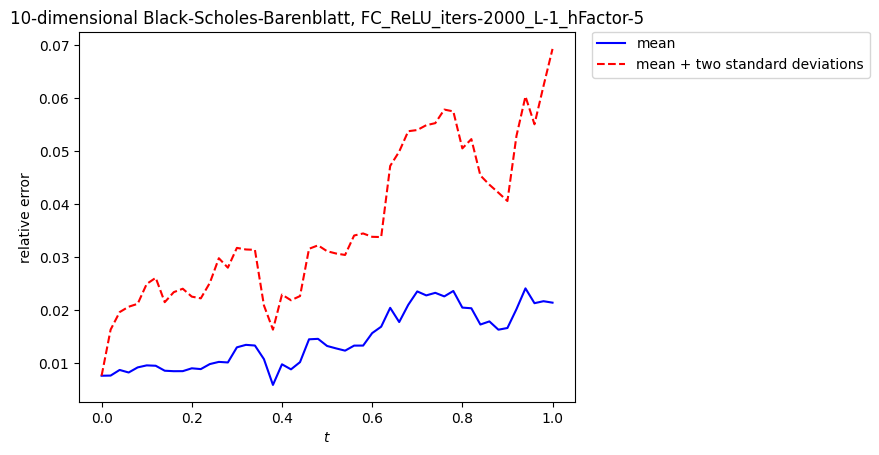 10-dimensional Black-Scholes-Barenblatt, FC_ReLU_iters-2000_L-1_hFactor-5
mean
mean + two standard deviations
relative error
0.07
0.06
0.05
0.04
0.03
0.02
0.01
0.0 0.2 0.4 0.6 0.8 1.0
t